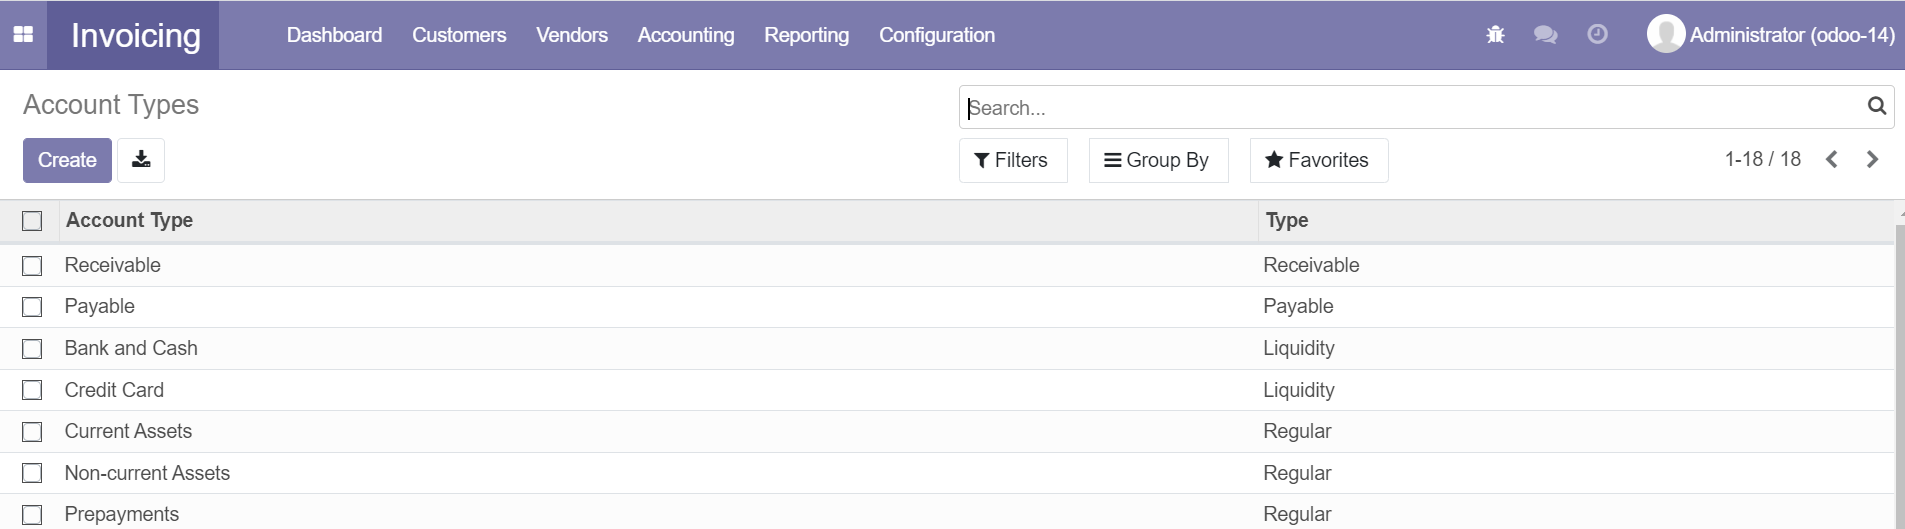 Invoicing Dashboard Customers Vendors Accounting Reporting Configuration Administrator (odoo-14)
Account Types Search...
Create Filters Group By Favorites 1-18 / 18
Account Type Type
Receivable Receivable
Payable Payable
Bank and Cash Liquidity
Credit Card Liquidity
Current Assets Regular
Non-current Assets Regular
Prepayments Regular